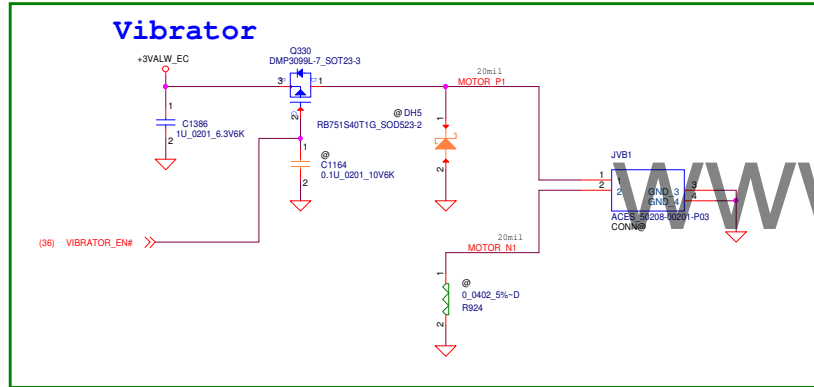 Vibrator
+3VALW_EC
Q330
DMP3099L-7_SOT23-3
3
1
2
1
C1386
1U_0201_6.3V6K
2
@
1
C1164
0.1U_0201_10V6K
2
20mil
MOTOR_P1
@ DH5
RB751S40T1G_SOD523-2
1
2
JVB1
1
2
1
2
GND_3
GND_4
3
4
ACES_50208-00201-P03
CONN@
(36) VIBRATOR_EN#
20mil
MOTOR_N1
1
@
0_0402_5%~D
R924
2